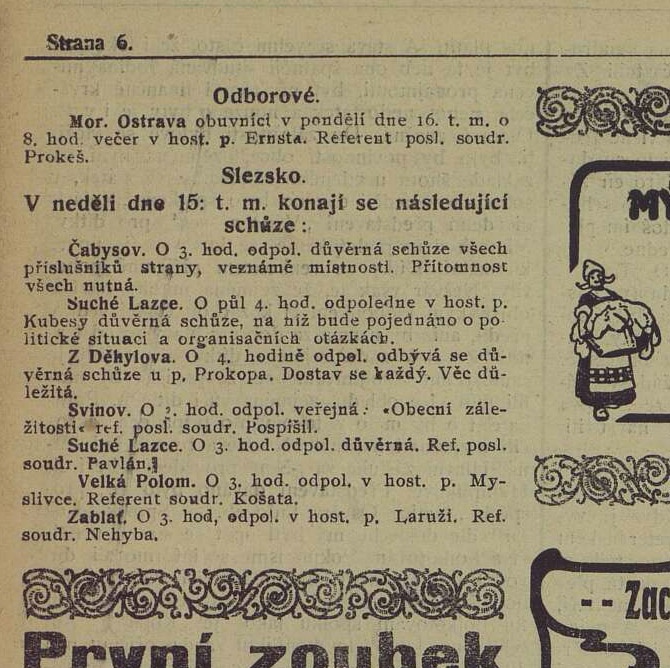 Strana 6.
Odborové.
Mor. Ostrava obuvníci v pondělí dne 16. t. m. o
8. hod. večer v host. p. Ernsta. Referent posl. soudr.
Prokeš.
Slezsko.
V neděli dne 15: t. m. konají se následující
schůze :
Čabysov. O 3. hod. odpol. důvěrná schůze všech
příslušníků strany, veznámé místnosti. Přítomnost
všech nutná.
Suché Lazce. O půl 4. hod. odpoledne v host. p.
Kubesy důvěrná schůze, na níž bude pojednáno o po-
litické situaci a organisačních otázkách.
Z Děhylova. O 4. hodině odpol. odbývá se dů-
věrná schůze u p. Prokopa. Dostav se každý. Věc dů-
ležitá.
Svinov. O hod. odpol. veřejná: «Obecní zále-
žitosti« ref. posl. soudr. Pospíšil.
Suché Lazce. O 3. hod. odpol. důvěrná. Ref. posl.
soudr. Pavlán.
Velká Polom. O 3. hod. odpol. v host. p. My-
slivce. Referent soudr. Košata.
Zablať. O 3. hod, odpol. v host. p. Laruži. Ref.
soudr. Nehyba.
První zoubek
MÝ
-- Zac